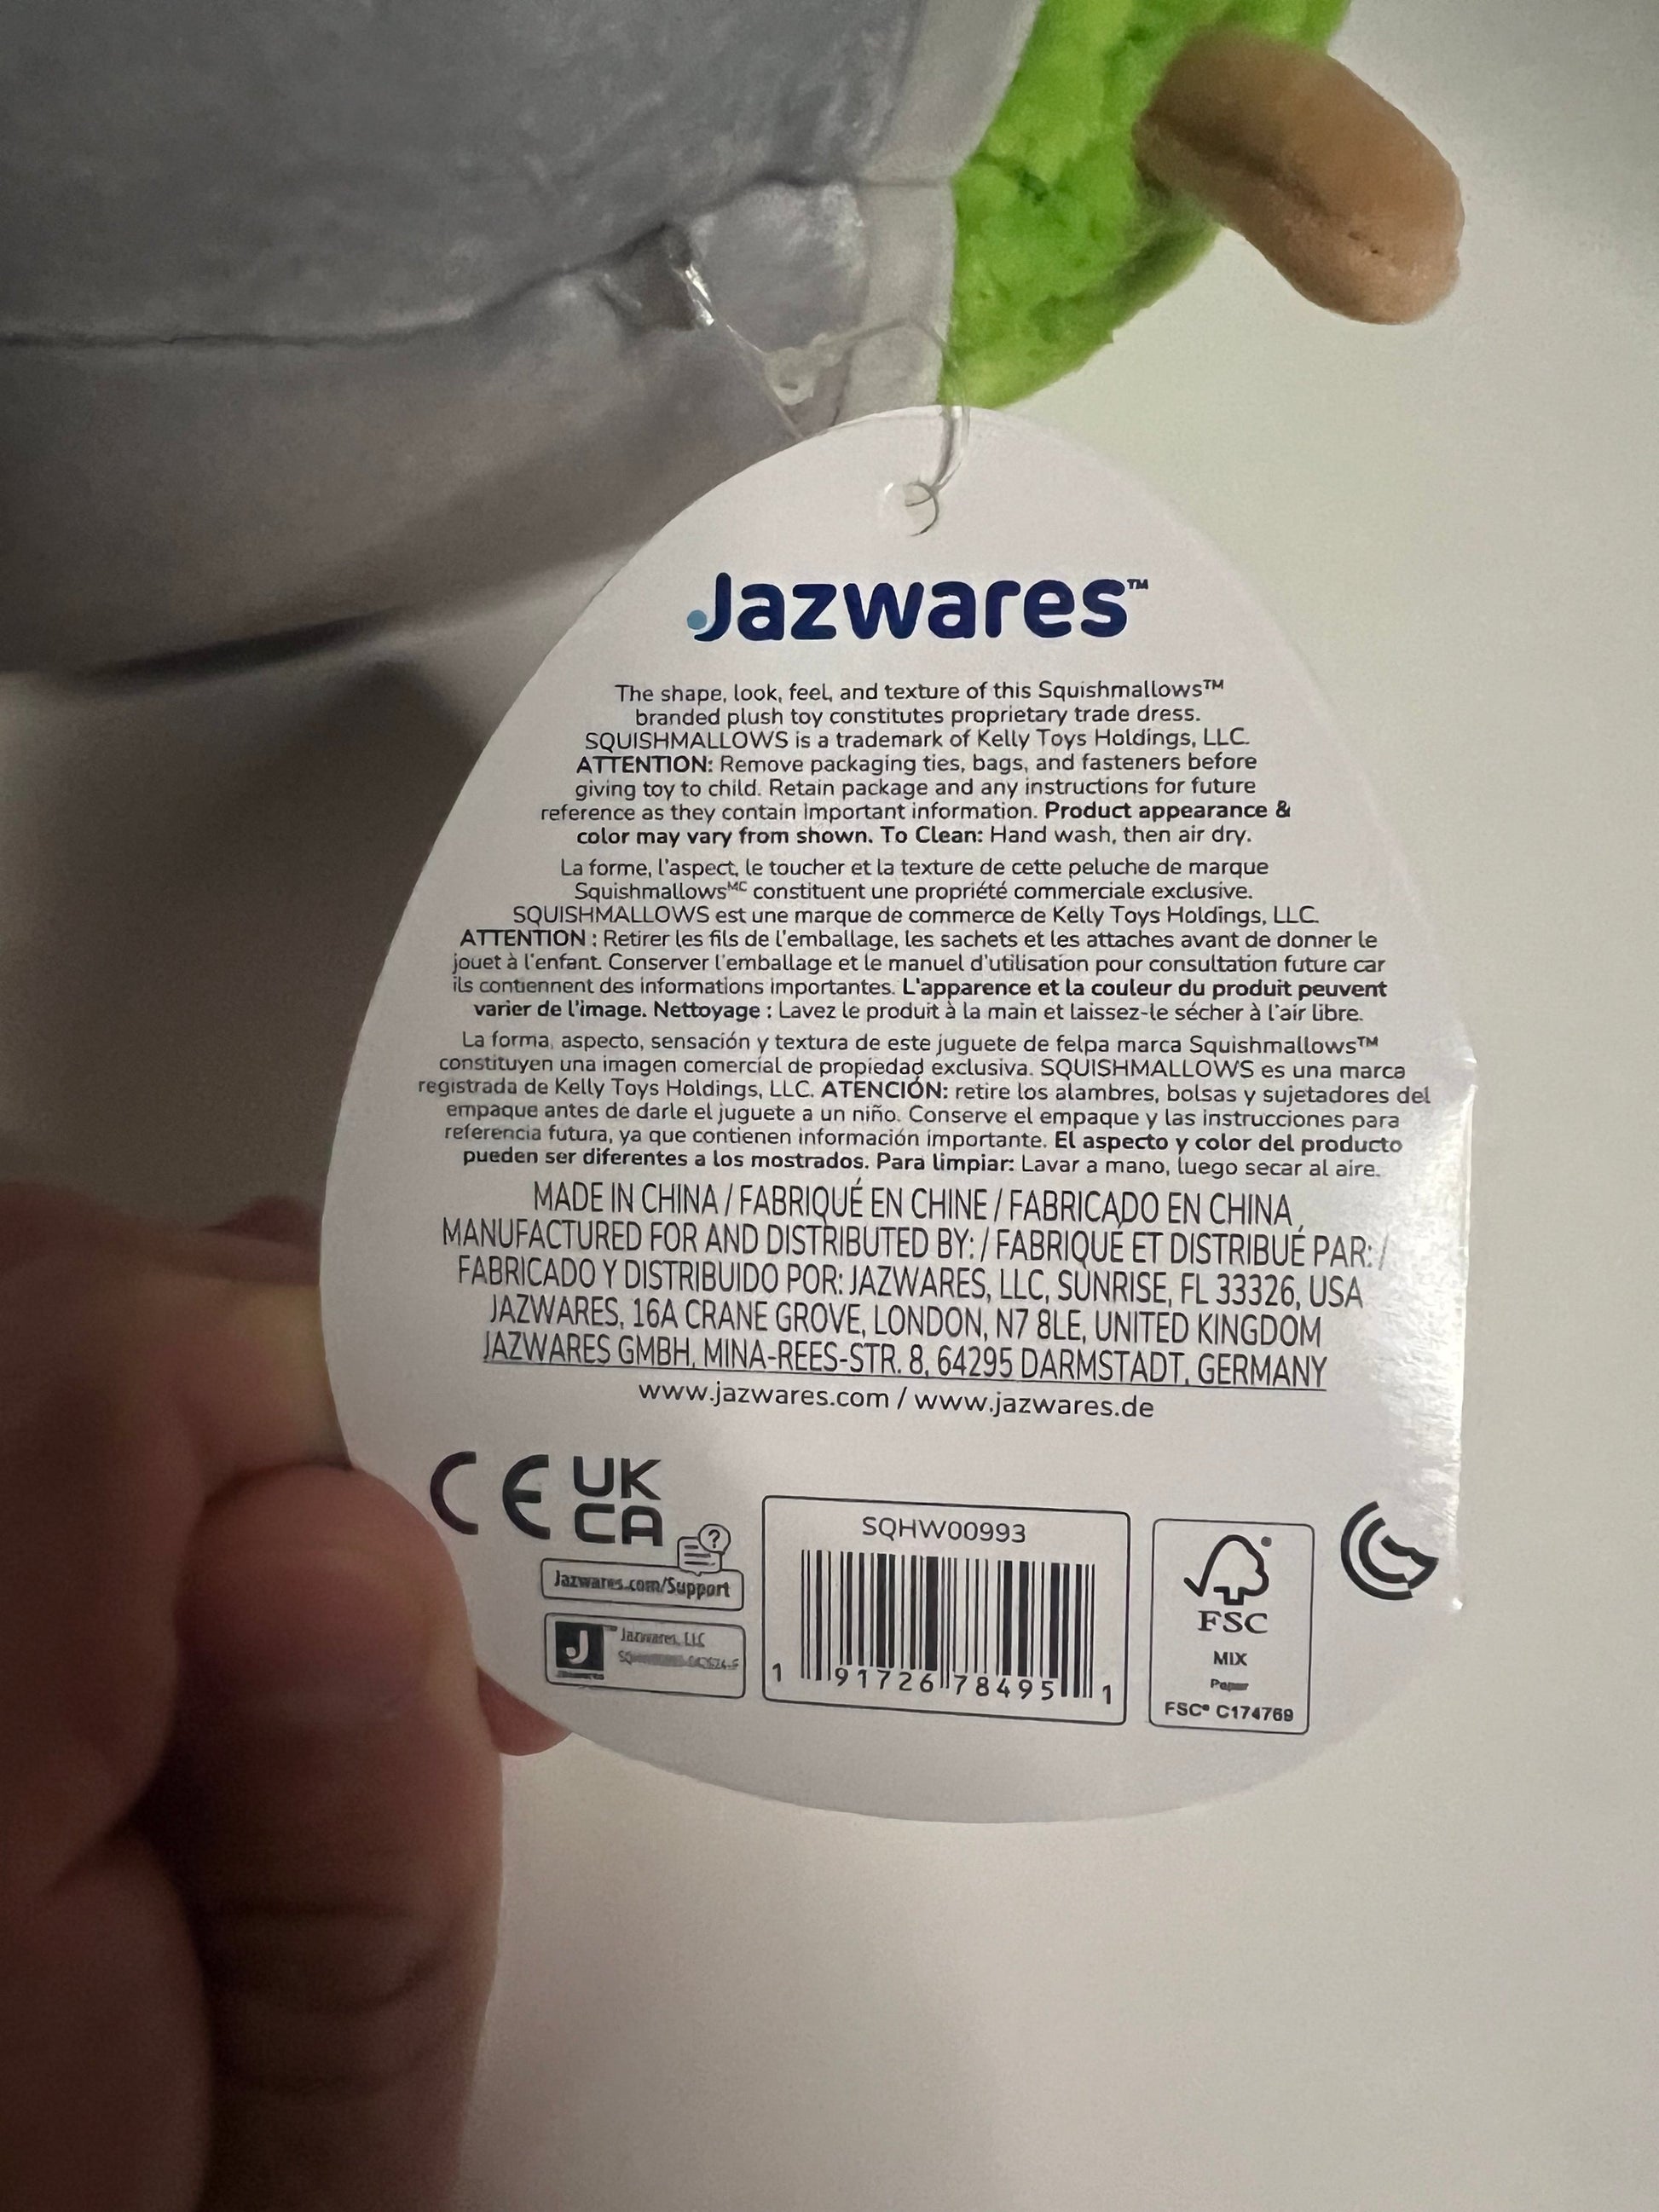 Jazwares™
The shape, look, feel, and texture of this Squishmallows™
branded plush toy constitutes proprietary trade dress.
SQUISHMALLOWS is a trademark of Kelly Toys Holdings, LLC.
ATTENTION: Remove packaging ties, bags, and fasteners before
giving toy to child. Retain package and any instructions for future
reference as they contain important information. Product appearance &
color may vary from shown. To Clean: Hand wash, then air dry.
La forme, l'aspect, le toucher et la texture de cette peluche de marque
Squishmallowsᴹᶜ constituent une propriété commerciale exclusive.
SQUISHMALLOWS est une marque de commerce de Kelly Toys Holdings, LLC.
ATTENTION : Retirer les fils de l'emballage, les sachets et les attaches avant de donner le
jouet à l'enfant. Conserver l'emballage et le manuel d'utilisation pour consultation future car
ils contiennent des informations importantes. L'apparence et la couleur du produit peuvent
varier de l'image. Nettoyage : Lavez le produit à la main et laissez-le sécher à l'air libre.
La forma, aspecto, sensación y textura de este juguete de felpa marca Squishmallows™
constituyen una imagen comercial de propiedad exclusiva. SQUISHMALLOWS es una marca
registrada de Kelly Toys Holdings, LLC. ATENCIÓN: retire los alambres, bolsas y sujetadores del
empaque antes de darle el juguete a un niño. Conserve el empaque y las instrucciones para
referencia futura, ya que contienen información importante. El aspecto y color del producto
pueden ser diferentes a los mostrados. Para limpiar: Lavar a mano, luego secar al aire.
MADE IN CHINA / FABRIQUÉ EN CHINE / FABRICADO EN CHINA
MANUFACTURED FOR AND DISTRIBUTED BY: / FABRIQUÉ ET DISTRIBUÉ PAR: /
FABRICADO Y DISTRIBUIDO POR: JAZWARES, LLC, SUNRISE, FL 33326, USA
JAZWARES, 16A CRANE GROVE, LONDON, N7 8LE, UNITED KINGDOM
JAZWARES GMBH, MINA-REES-STR. 8, 64295 DARMSTADT, GERMANY
www.jazwares.com / www.jazwares.de
CE
UK
CA
?
Jazwares.com/Support
J
Jazwares, LLC
SQHW00993
1 91726 78495 1
FSC
MIX
Paper
FSC® C174769